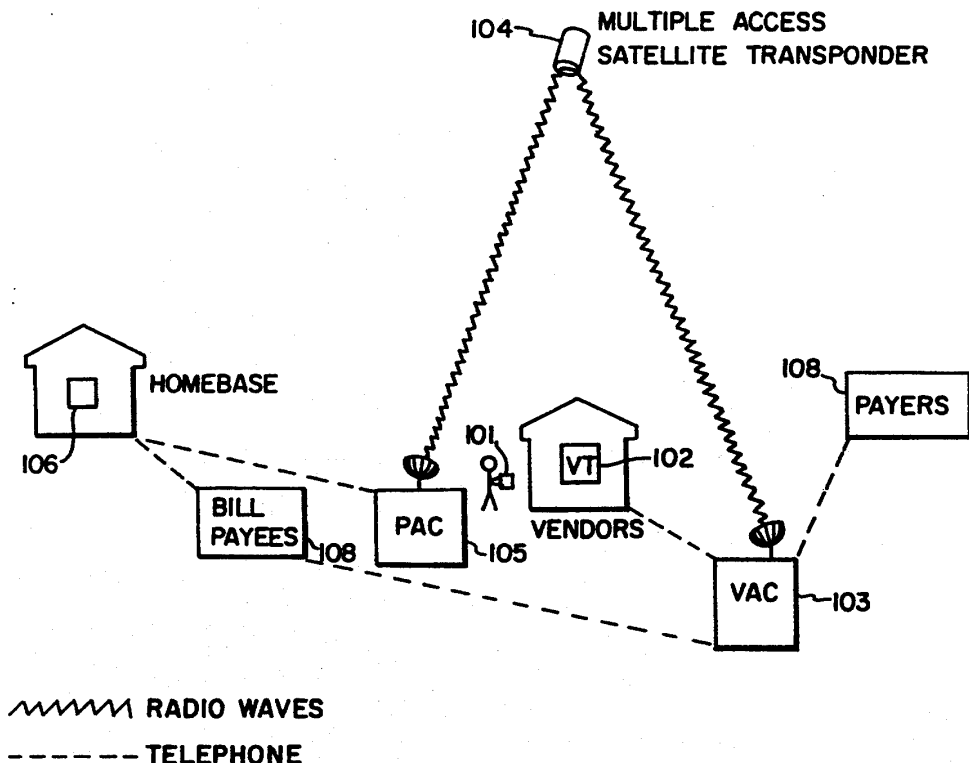 104
MULTIPLE ACCESS
SATELLITE TRANSPONDER
HOMEBASE
106
BILL
PAYEES
108
PAC
105
101
VT
102
VENDORS
108
PAYERS
VAC
103
RADIO WAVES
TELEPHONE